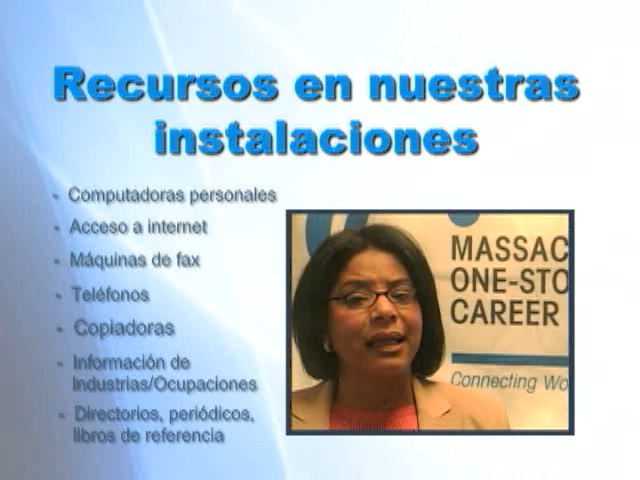 Recursos en nuestras
instalaciones
- Computadoras personales
- Acceso a internet
- Máquinas de fax
- Teléfonos
- Copiadoras
- Información de
Industrias/Ocupaciones
- Directorios, periódicos,
libros de referencia
MASSAC
ONE-STO
CAREER
Connecting Wo